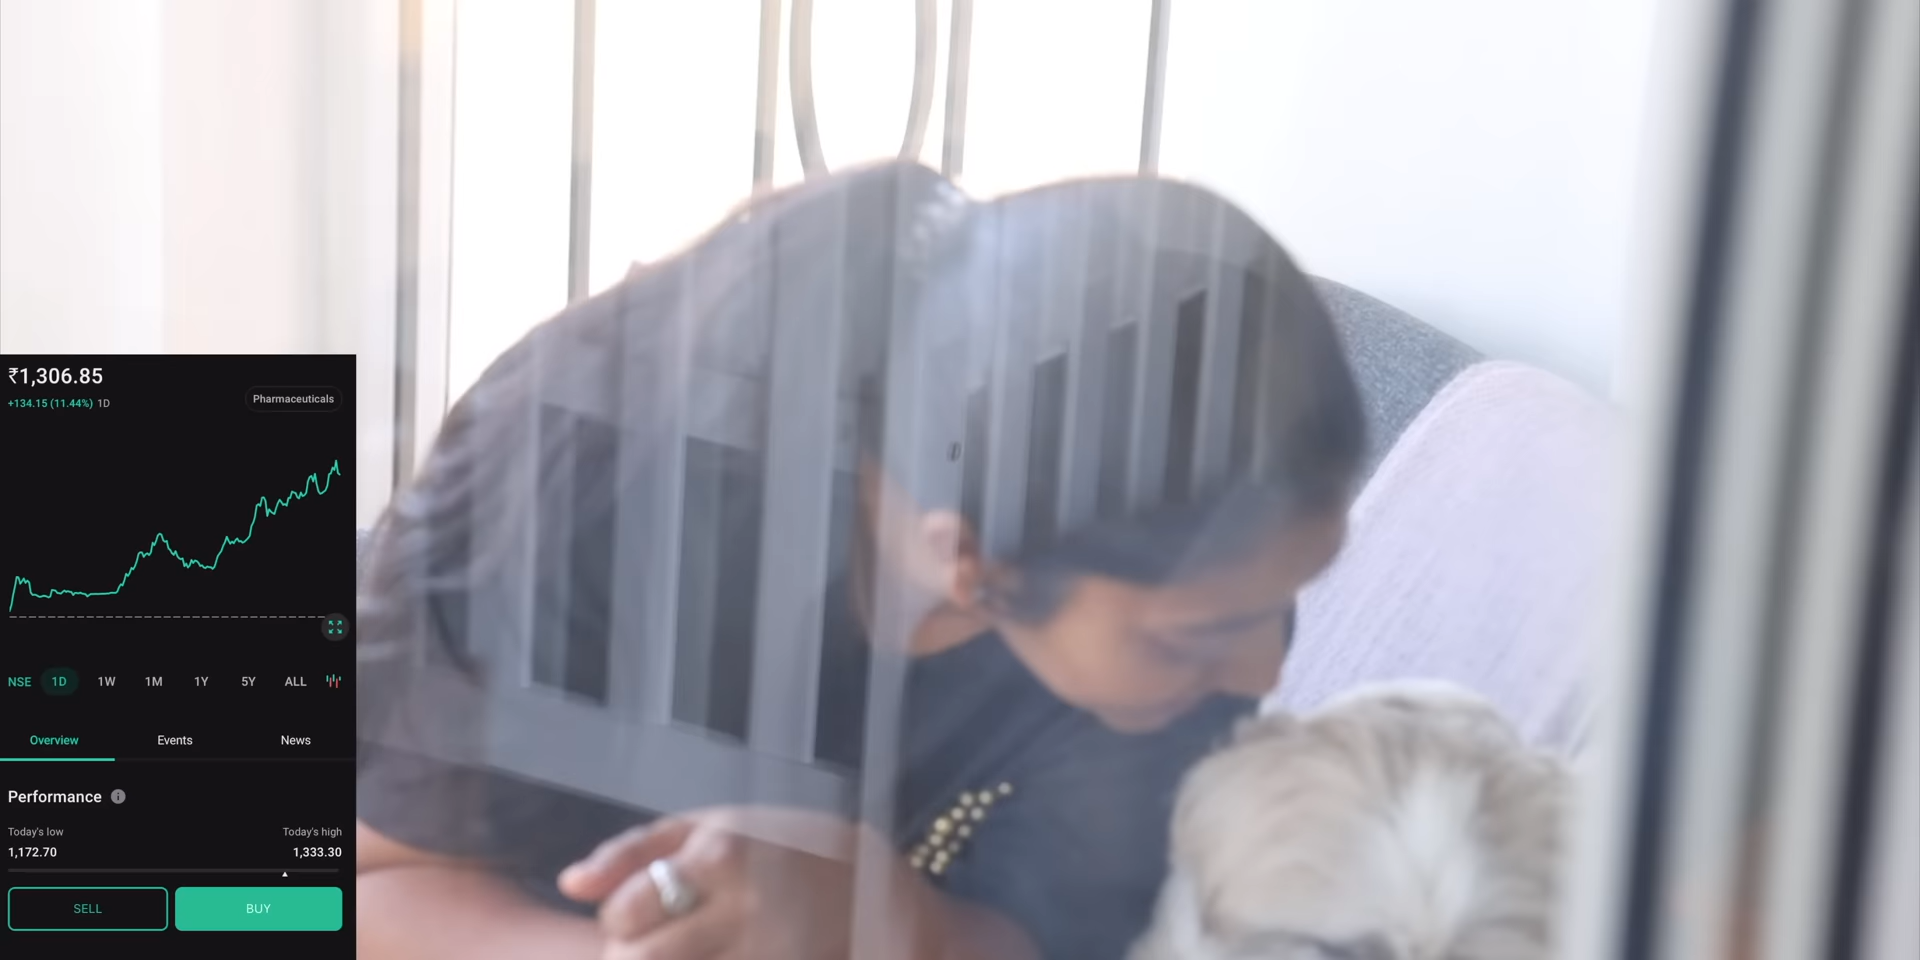 ₹1,306.85
+134.15 (11.44%) 1D
Pharmaceuticals
NSE 1D 1W 1M 1Y 5Y ALL
Overview Events News
Performance
Today's low Today's high
1,172.70 1,333.30
SELL BUY